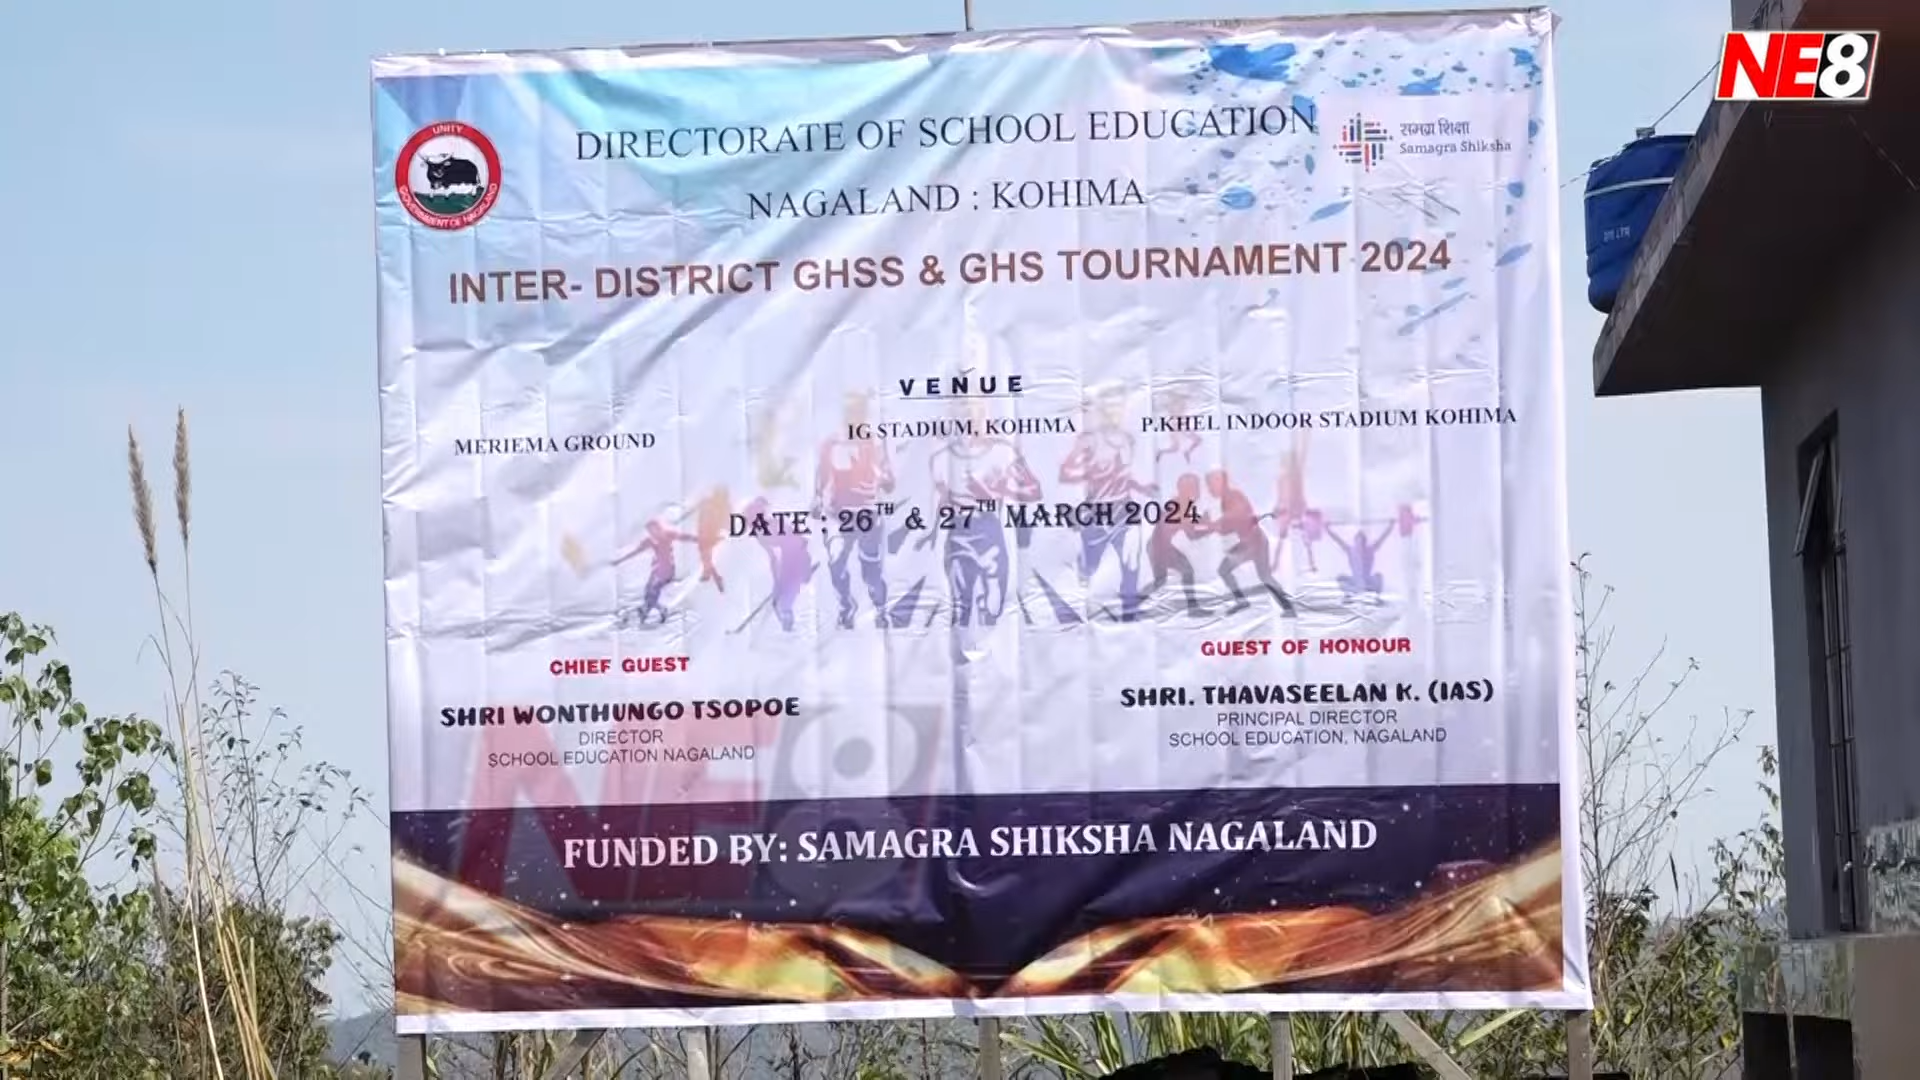 NE8
UNITY
GOVERNMENT OF NAGALAND
DIRECTORATE OF SCHOOL EDUCATION
समग्र शिक्षा
Samagra Shiksha
NAGALAND : KOHIMA
INTER- DISTRICT GHSS & GHS TOURNAMENT 2024
VENUE
MERIEMA GROUND
IG STADIUM, KOHIMA
P.KHEL INDOOR STADIUM KOHIMA
DATE : 26TH & 27TH MARCH 2024
CHIEF GUEST
SHRI WONTHUNGO TSOPOE
DIRECTOR
SCHOOL EDUCATION NAGALAND
GUEST OF HONOUR
SHRI. THAVASEELAN K. (IAS)
PRINCIPAL DIRECTOR
SCHOOL EDUCATION, NAGALAND
NE8
FUNDED BY: SAMAGRA SHIKSHA NAGALAND